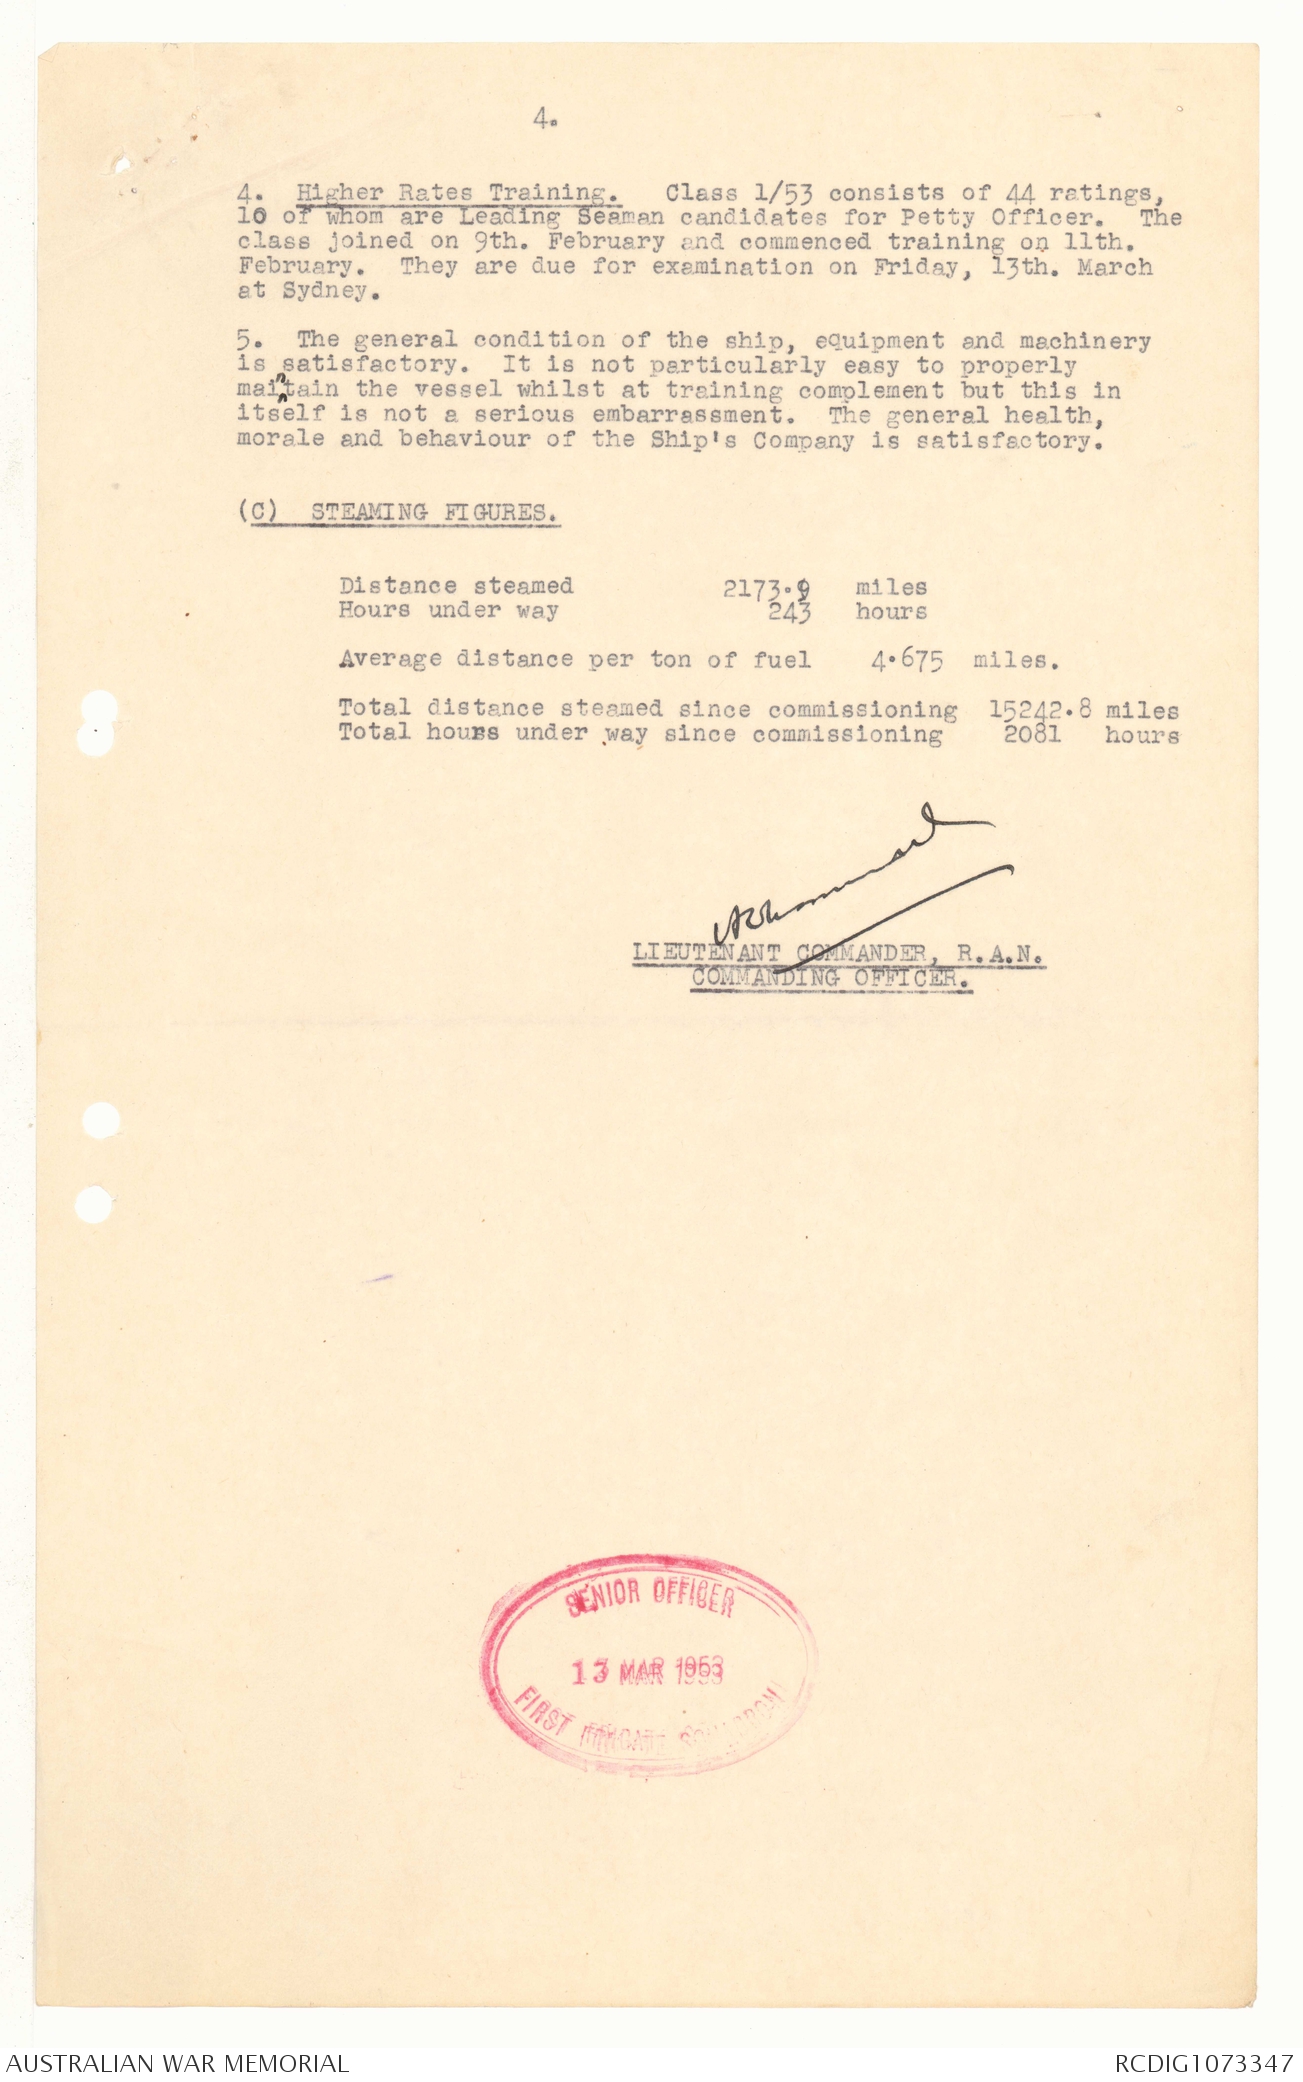 4.
4. Higher Rates Training. Class 1/53 consists of 44 ratings,
10 of whom are Leading Seaman candidates for Petty Officer. The
class joined on 9th. February and commenced training on 11th.
February. They are due for examination on Friday, 13th. March
at Sydney.
5. The general condition of the ship, equipment and machinery
is satisfactory. It is not particularly easy to properly
maintain the vessel whilst at training complement but this in
itself is not a serious embarrassment. The general health,
morale and behaviour of the Ship's Company is satisfactory.
(C) STEAMING FIGURES.
Distance steamed 2173.9 miles
Hours under way 243 hours
Average distance per ton of fuel 4.675 miles.
Total distance steamed since commissioning 15242.8 miles
Total hours under way since commissioning 2081 hours
LIEUTENANT COMMANDER, R.A.N.
COMMANDING OFFICER.
SENIOR OFFICER
13 MAR 1953
FIRST FRIGATE SQUADRON
AUSTRALIAN WAR MEMORIAL
RCDIG1073347